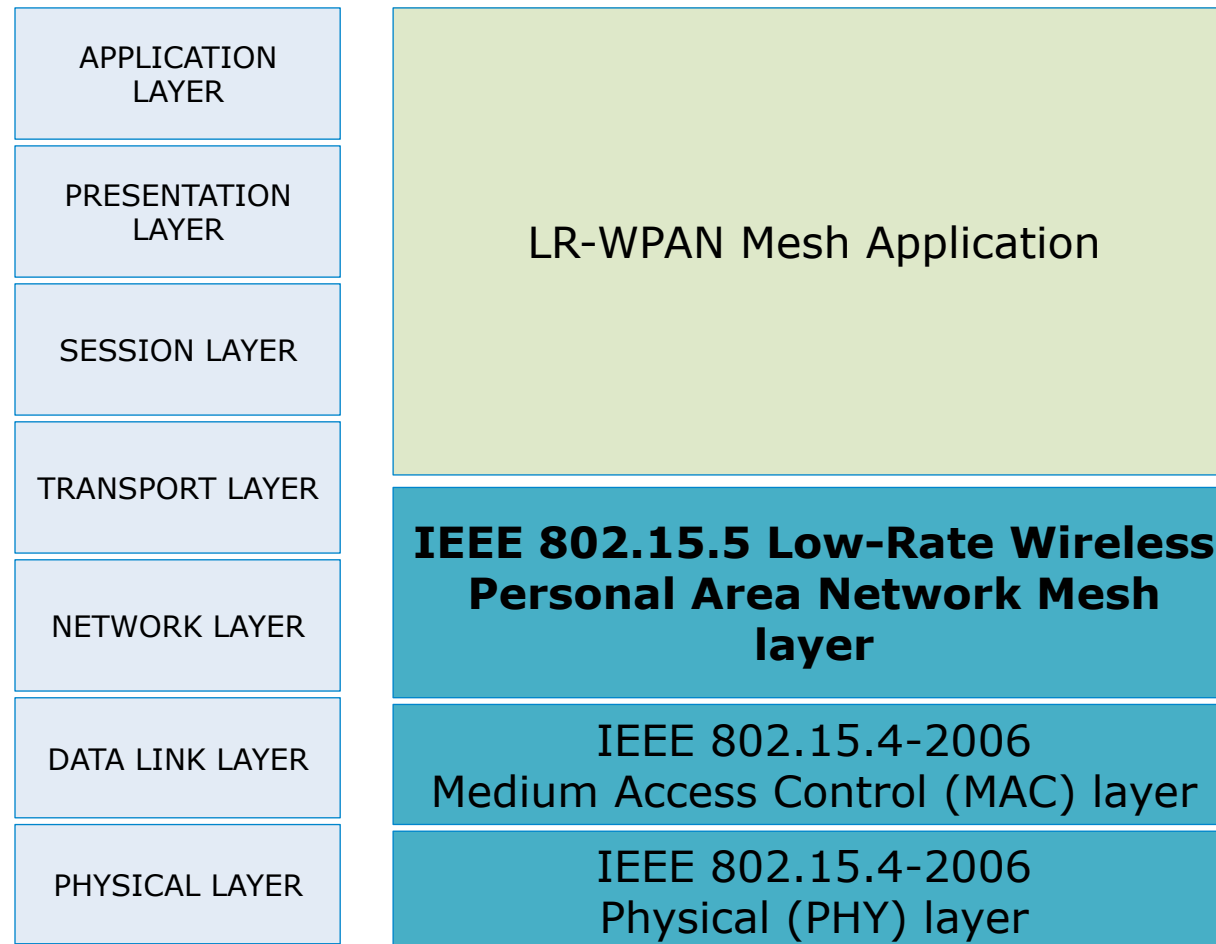 APPLICATION
LAYER
PRESENTATION
LAYER
SESSION LAYER
TRANSPORT LAYER
NETWORK LAYER
DATA LINK LAYER
PHYSICAL LAYER
LR-WPAN Mesh Application
IEEE 802.15.5 Low-Rate Wireless
Personal Area Network Mesh
layer
IEEE 802.15.4-2006
Medium Access Control (MAC) layer
IEEE 802.15.4-2006
Physical (PHY) layer